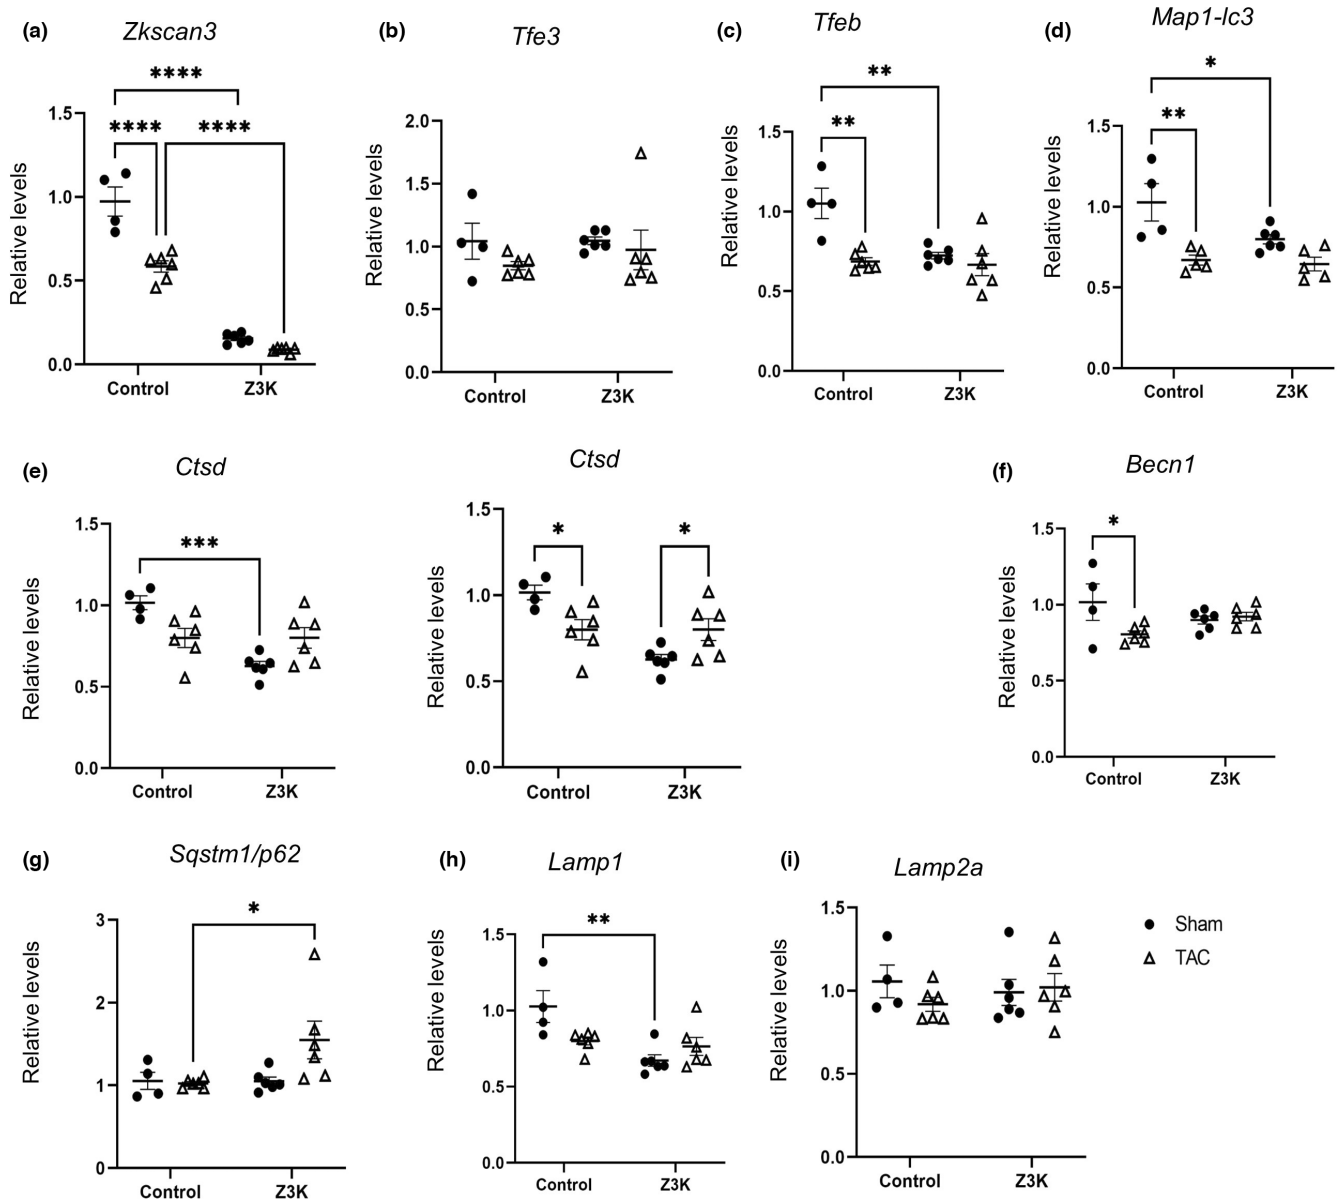 (a) Zkscan3
****
**** ****
Relative levels
1.5
1.0
0.5
0.0
Control Z3K
(b) Tfe3
Relative levels
2.0
1.5
1.0
0.5
0.0
Control Z3K
(c) Tfeb
**
**
Relative levels
1.5
1.0
0.5
0.0
Control Z3K
(d) Map1-lc3
*
**
Relative levels
1.5
1.0
0.5
0.0
Control Z3K
(e) Ctsd
***
Relative levels
1.5
1.0
0.5
0.0
Control Z3K
Ctsd
* *
Relative levels
1.5
1.0
0.5
0.0
Control Z3K
(f) Becn1
*
Relative levels
1.5
1.0
0.5
0.0
Control Z3K
(g) Sqstm1/p62
*
Relative levels
3
2
1
0
Control Z3K
(h) Lamp1
**
Relative levels
1.5
1.0
0.5
0.0
Control Z3K
(i) Lamp2a
Relative levels
1.5
1.0
0.5
0.0
Control Z3K
Sham
TAC